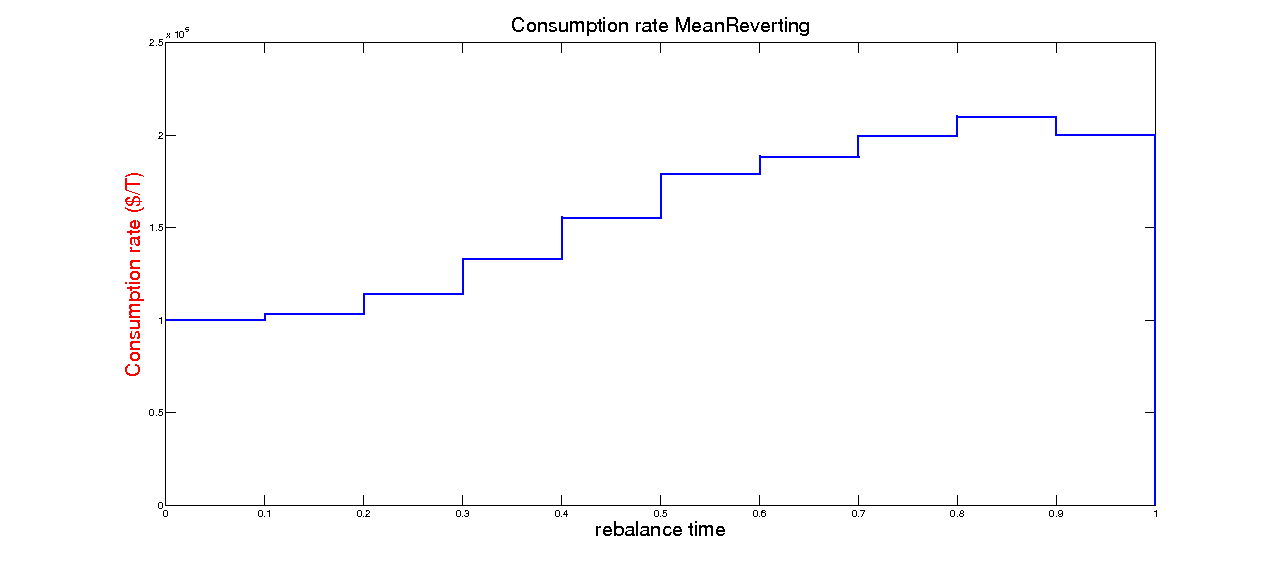 Consumption rate MeanReverting
x 10^5
2.5
2
1.5
1
0.5
0
Consumption rate ($/T)
0 0.1 0.2 0.3 0.4 0.5 0.6 0.7 0.8 0.9 1
rebalance time